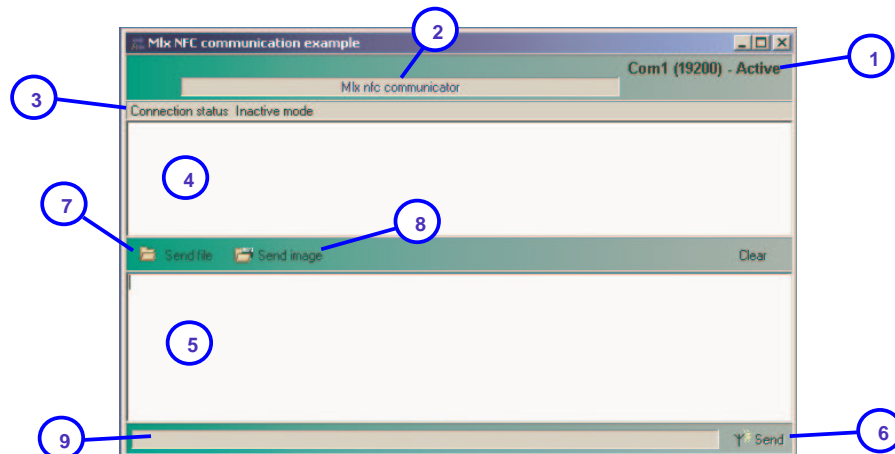 2
Mlx NFC communication example
1
Com1 (19200) - Active
Mlx nfc communicator
3
Connection status Inactive mode
4
7
8
Send file Send image Clear
5
9
6
Send